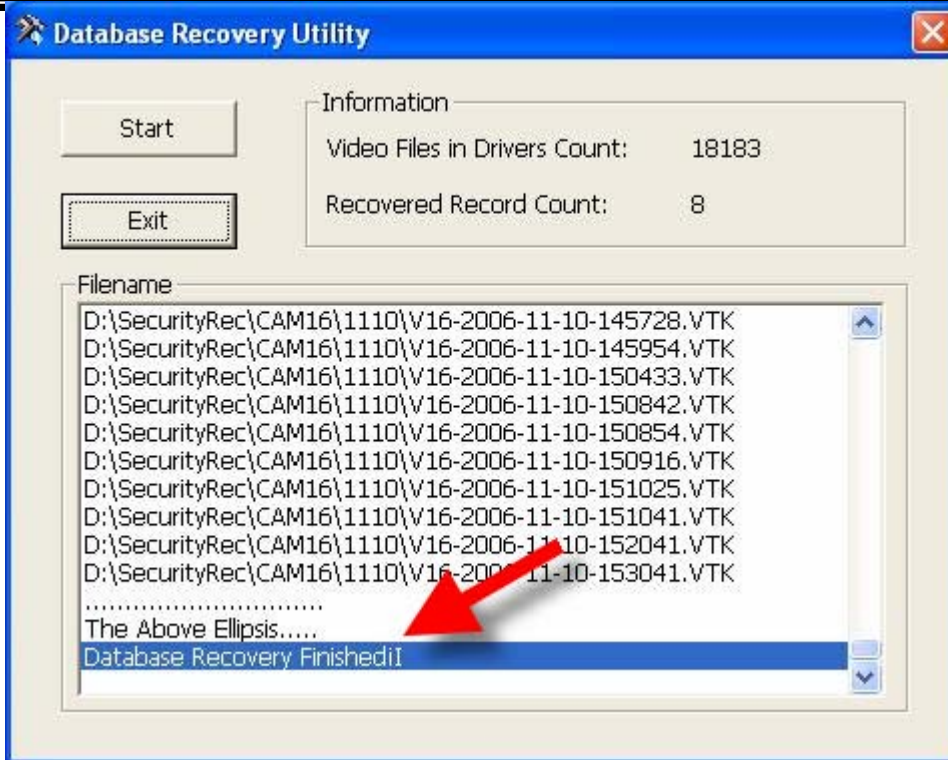 Database Recovery Utility
Start
Exit
Information
Video Files in Drivers Count: 18183
Recovered Record Count: 8
Filename
D:\SecurityRec\CAM16\1110\V16-2006-11-10-145728.VTK
D:\SecurityRec\CAM16\1110\V16-2006-11-10-145954.VTK
D:\SecurityRec\CAM16\1110\V16-2006-11-10-150433.VTK
D:\SecurityRec\CAM16\1110\V16-2006-11-10-150842.VTK
D:\SecurityRec\CAM16\1110\V16-2006-11-10-150854.VTK
D:\SecurityRec\CAM16\1110\V16-2006-11-10-150916.VTK
D:\SecurityRec\CAM16\1110\V16-2006-11-10-151025.VTK
D:\SecurityRec\CAM16\1110\V16-2006-11-10-151041.VTK
D:\SecurityRec\CAM16\1110\V16-2006-11-10-152041.VTK
D:\SecurityRec\CAM16\1110\V16-2006-11-10-153041.VTK
..............................
The Above Ellipsis.....
Database Recovery Finished¡I